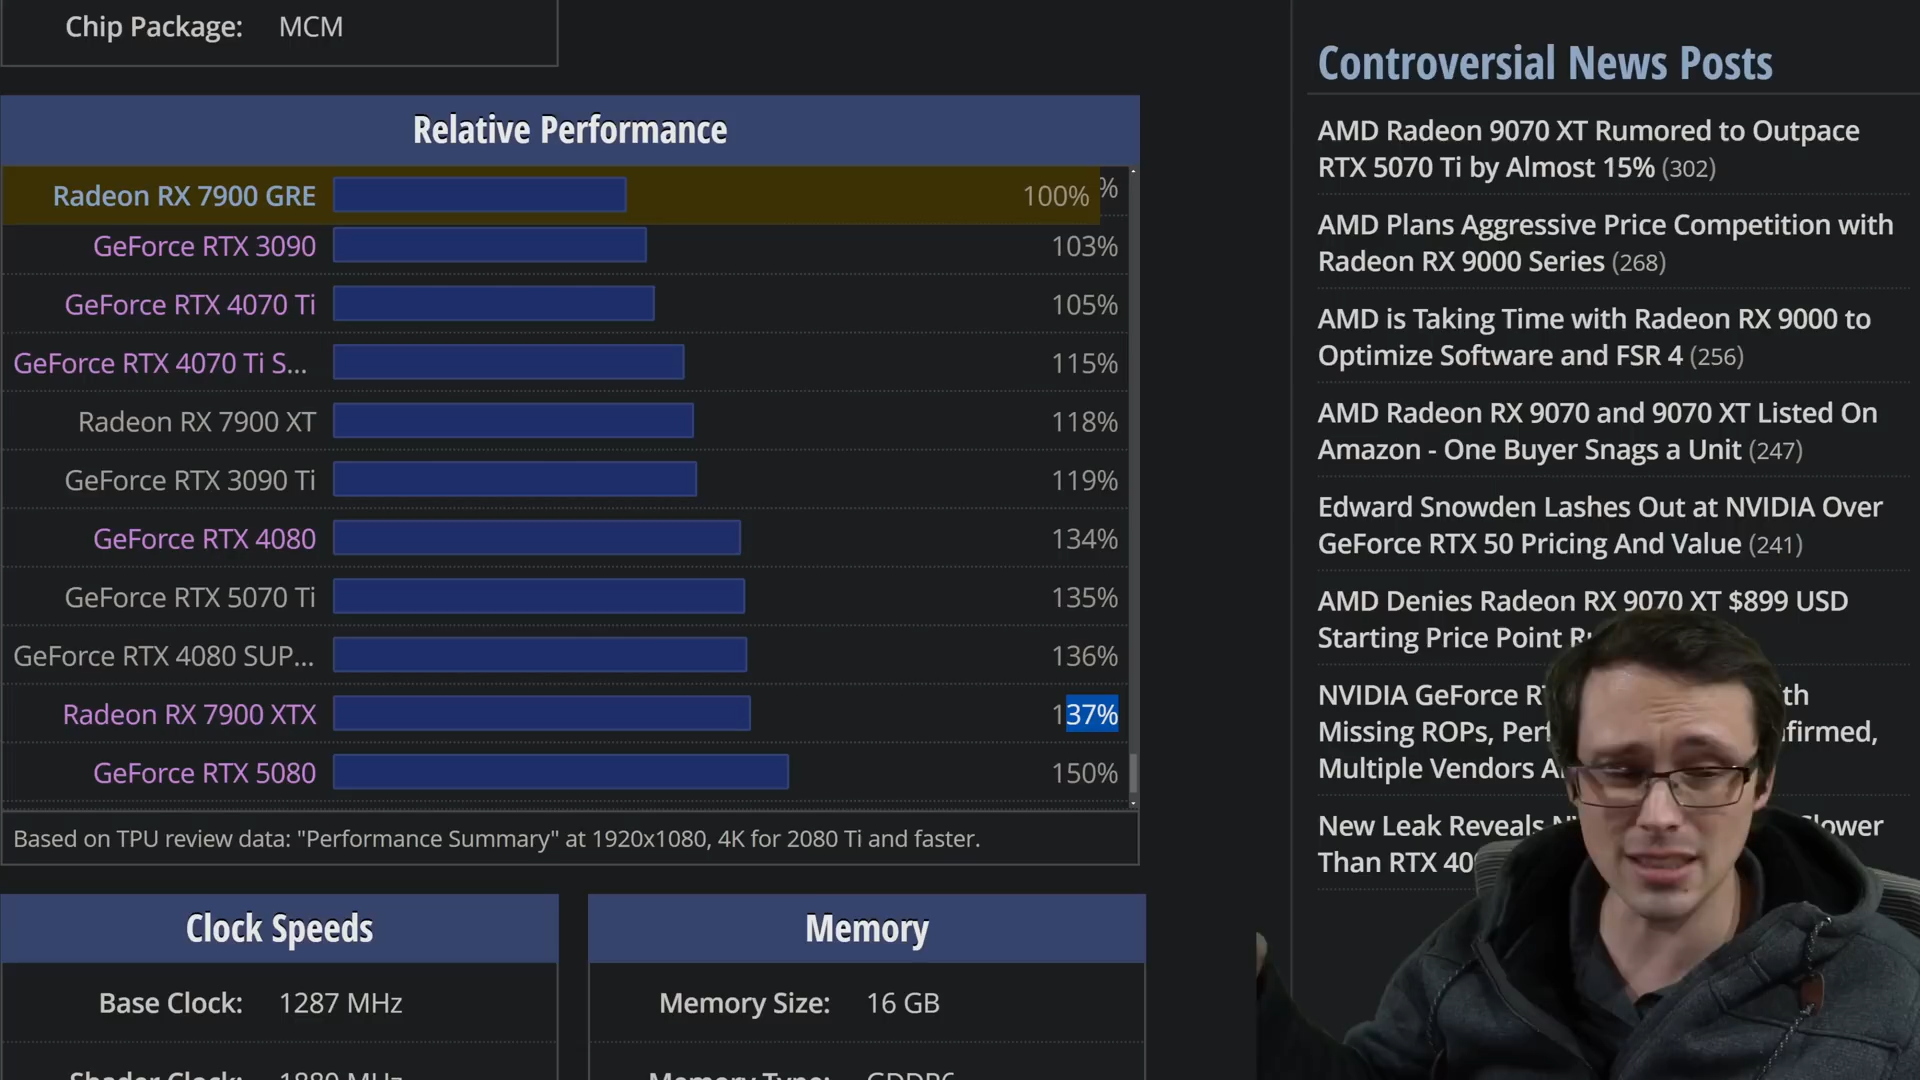 Chip Package: MCM
Relative Performance
Radeon RX 7900 GRE 100%
%
GeForce RTX 3090 103%
GeForce RTX 4070 Ti 105%
GeForce RTX 4070 Ti S... 115%
Radeon RX 7900 XT 118%
GeForce RTX 3090 Ti 119%
GeForce RTX 4080 134%
GeForce RTX 5070 Ti 135%
GeForce RTX 4080 SUP... 136%
Radeon RX 7900 XTX 137%
GeForce RTX 5080 150%
Based on TPU review data: "Performance Summary" at 1920x1080, 4K for 2080 Ti and faster.
Clock Speeds
Base Clock: 1287 MHz
Shader Clock: 1880 MHz
Memory
Memory Size: 16 GB
Memory Type: GDDR6
Controversial News Posts
AMD Radeon 9070 XT Rumored to Outpace
RTX 5070 Ti by Almost 15% (302)
AMD Plans Aggressive Price Competition with
Radeon RX 9000 Series (268)
AMD is Taking Time with Radeon RX 9000 to
Optimize Software and FSR 4 (256)
AMD Radeon RX 9070 and 9070 XT Listed On
Amazon - One Buyer Snags a Unit (247)
Edward Snowden Lashes Out at NVIDIA Over
GeForce RTX 50 Pricing And Value (241)
AMD Denies Radeon RX 9070 XT $899 USD
Starting Price Point
NVIDIA GeForce
Missing ROPs,
Multiple Vendors
New Leak Reveals
Than RTX